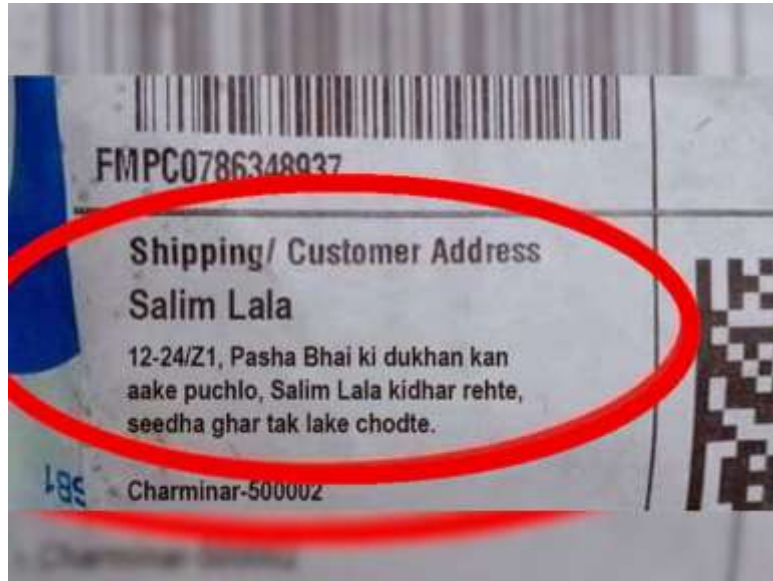 FMPC0786348937
Shipping/ Customer Address
Salim Lala
12-24/Z1, Pasha Bhai ki dukhan kan
aake puchlo, Salim Lala kidhar rehte,
seedha ghar tak lake chodte.
SB1
Charminar-500002